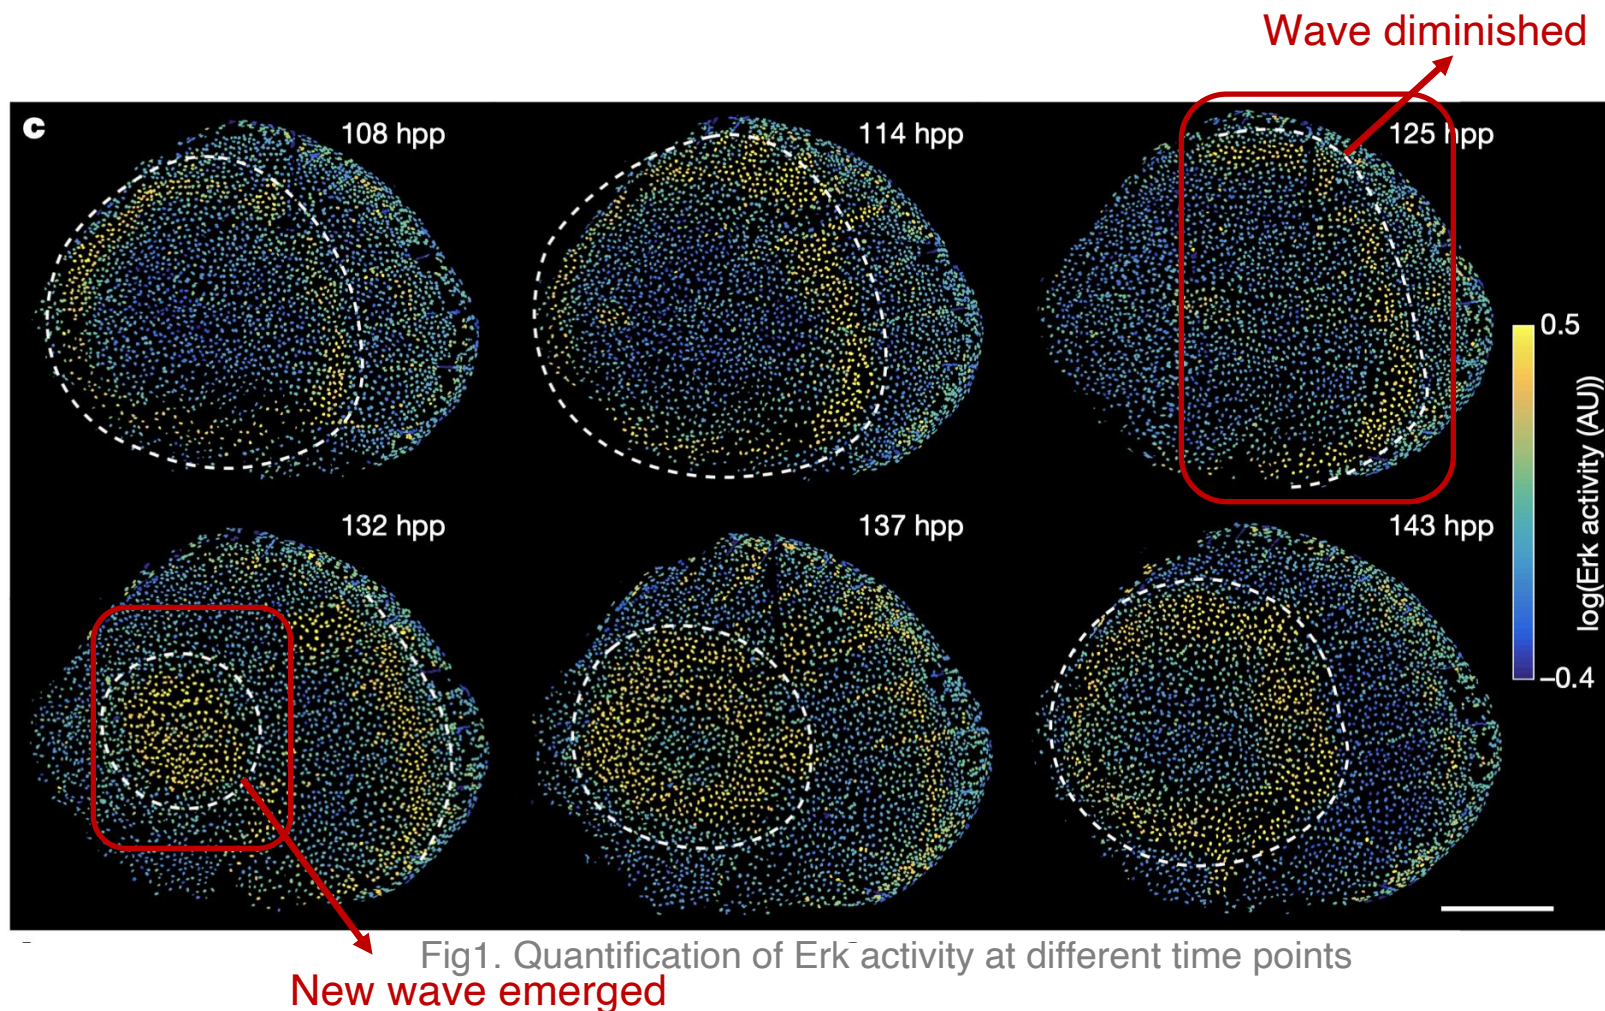 Wave diminished
c
108 hpp
114 hpp
125 hpp
0.5
log(Erk activity (AU))
−0.4
132 hpp
137 hpp
143 hpp
Fig1. Quantification of Erk activity at different time points
New wave emerged